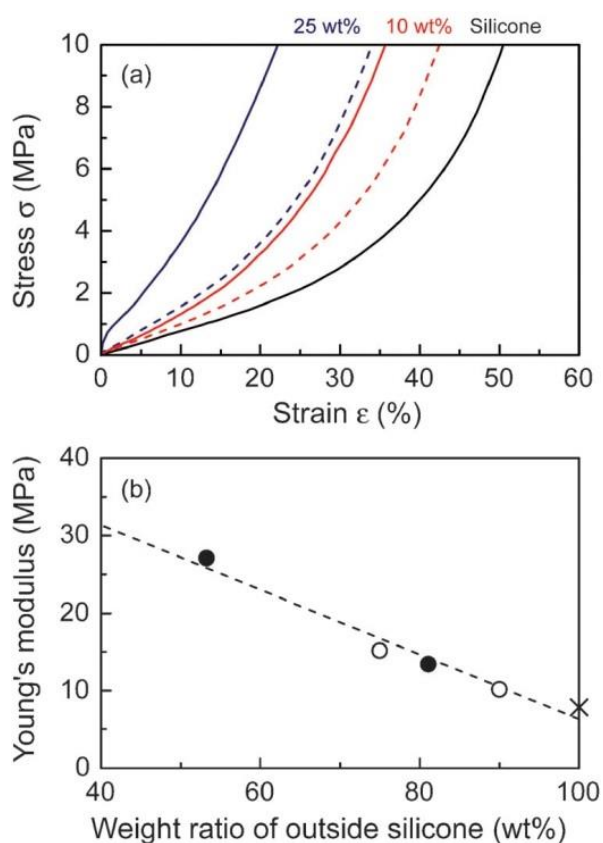 25 wt% 10 wt% Silicone
10
(a)
8
6
4
2
0
Stress σ (MPa)
0 10 20 30 40 50 60
Strain ε (%)
40
(b)
30
20
10
0
Young's modulus (MPa)
40 60 80 100
Weight ratio of outside silicone (wt%)